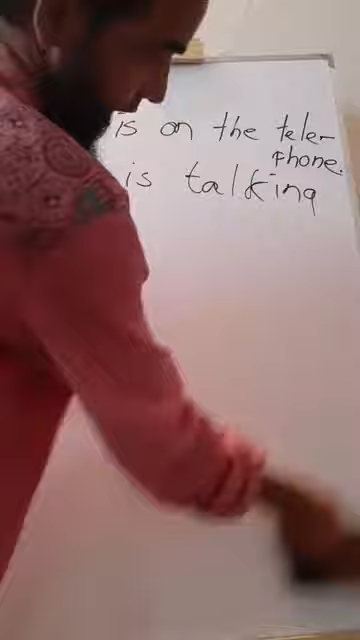 is on the tele-
phone.
is talking